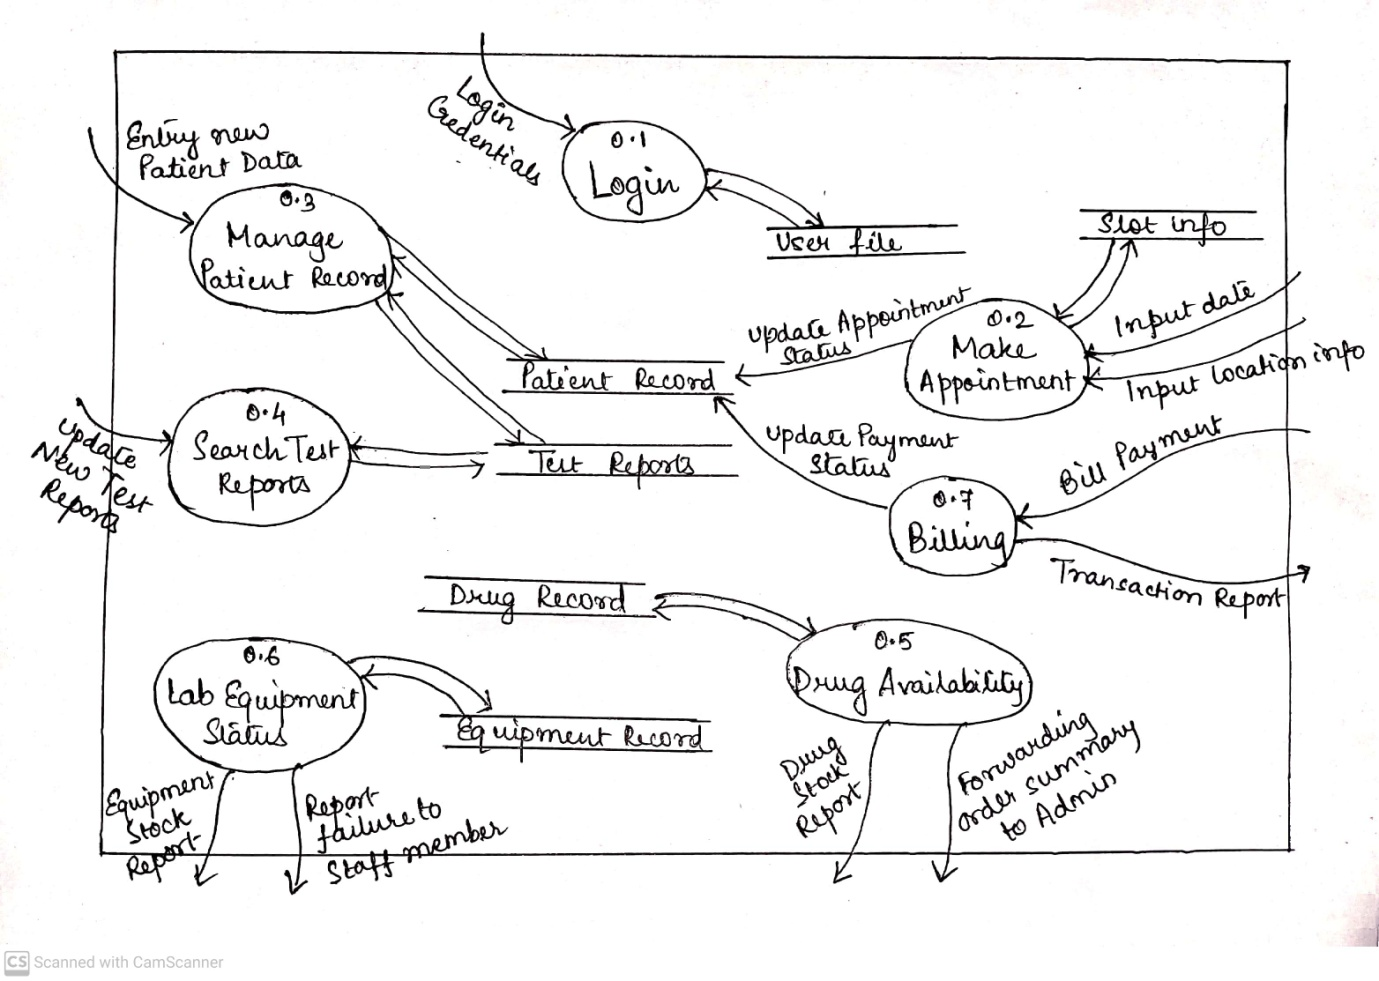 Login
Credentials
0.1
Login
User file
Entry new
Patient Data
0.3
Manage
Patient Record
Slot info
Update Appointment
Status
0.2
Make
Appointment
Input date
Input location info
Patient Record
0.4
Search Test
Reports
Update
New Test
Reports
Test Reports
Update Payment
Status
0.7
Billing
Bill Payment
Transaction Report
Drug Record
0.5
Drug Availability
0.6
Lab Equipment
Status
Equipment Record
Equipment
Stock
Report
Report
failure to
Staff member
Drug
Stock
Report
Forwarding
order summary
to Admin
CS Scanned with CamScanner